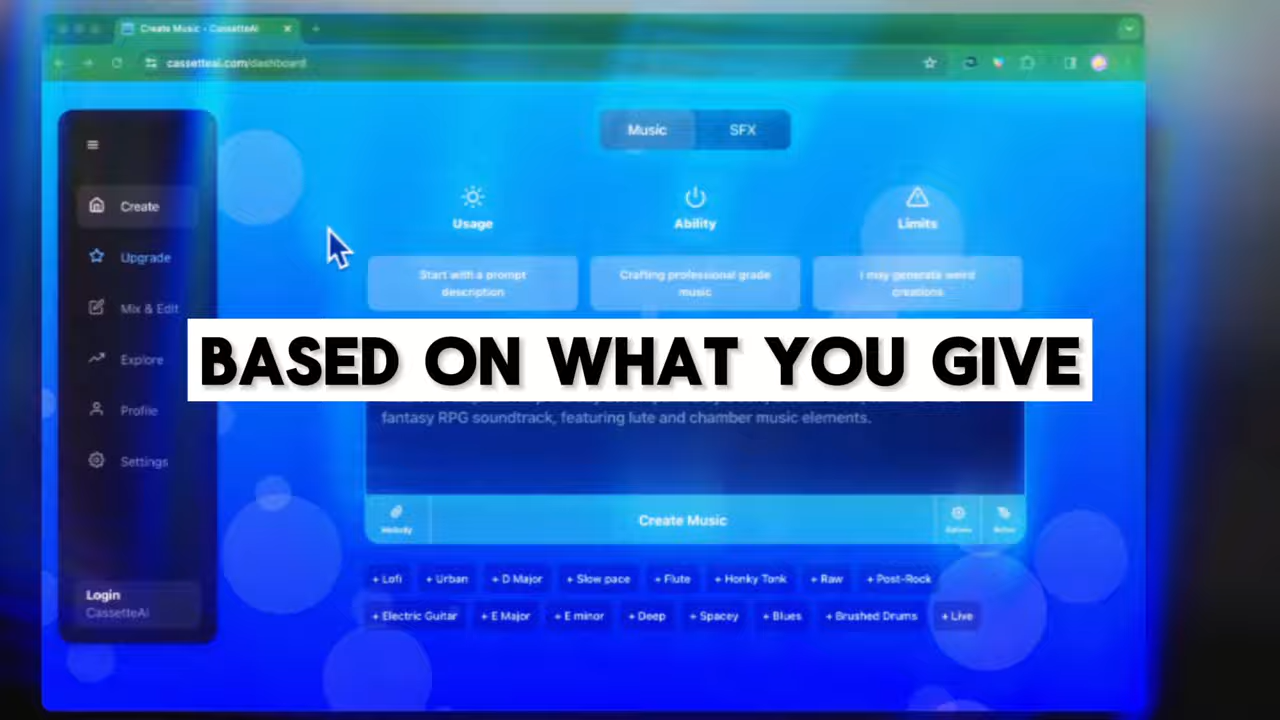 Create Music - CassetteAI
cassetteai.com/dashboard
Music
SFX
Create
Upgrade
Mix & Edit
Explore
Profile
Settings
Login
CassetteAI
Usage
Ability
Limits
Start with a prompt
description
Crafting professional grade
music
I may generate weird
creations
BASED ON WHAT YOU GIVE
fantasy RPG soundtrack, featuring lute and chamber music elements.
Melody
Create Music
+ Lofi
+ Urban
+ D Major
+ Slow pace
+ Flute
+ Honky Tonk
+ Raw
+ Post-Rock
+ Electric Guitar
+ E Major
+ E minor
+ Deep
+ Spacey
+ Blues
+ Brushed Drums
+ Live